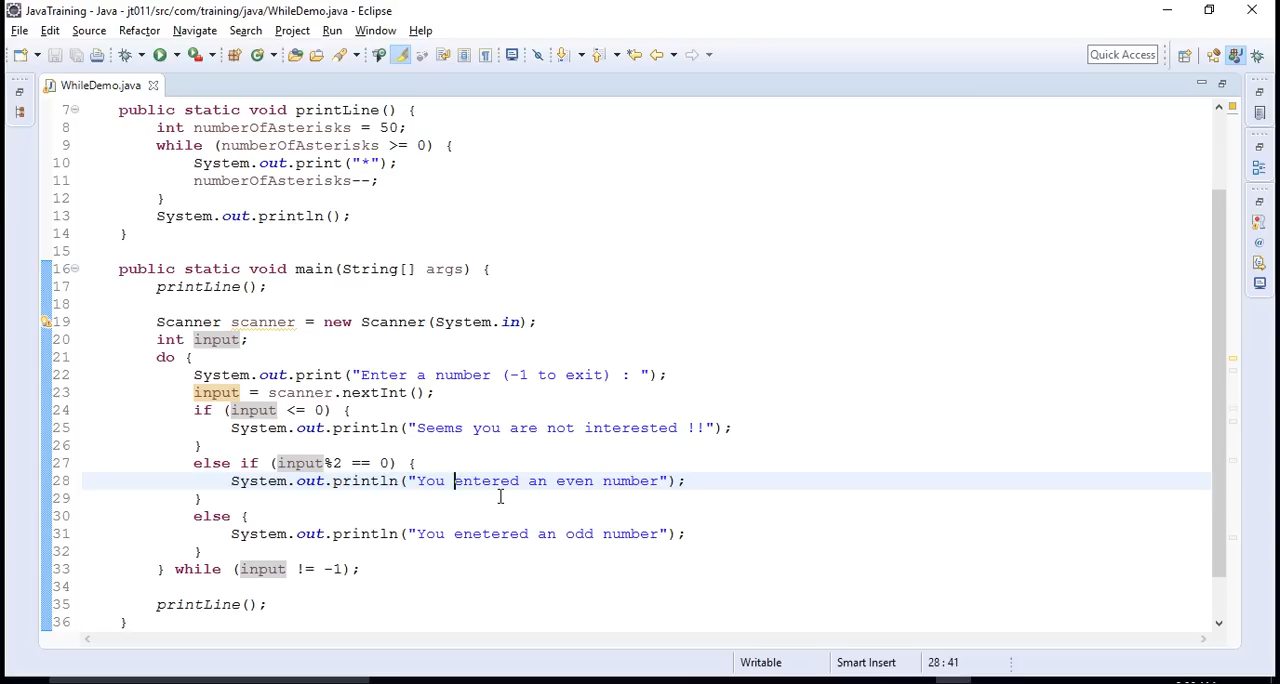 JavaTraining - Java - jt011/src/com/training/java/WhileDemo.java - Eclipse
File Edit Source Refactor Navigate Search Project Run Window Help
Quick Access
WhileDemo.java
7 public static void printLine() {
8 int numberOfAsterisks = 50;
9 while (numberOfAsterisks >= 0) {
10 System.out.print("*");
11 numberOfAsterisks--;
12 }
13 System.out.println();
14 }
15
16 public static void main(String[] args) {
17 printLine();
18
19 Scanner scanner = new Scanner(System.in);
20 int input;
21 do {
22 System.out.print("Enter a number (-1 to exit) : ");
23 input = scanner.nextInt();
24 if (input <= 0) {
25 System.out.println("Seems you are not interested !!");
26 }
27 else if (input%2 == 0) {
28 System.out.println("You entered an even number");
29 }
30 else {
31 System.out.println("You enetered an odd number");
32 }
33 } while (input != -1);
34
35 printLine();
36 }
Writable Smart Insert 28:41